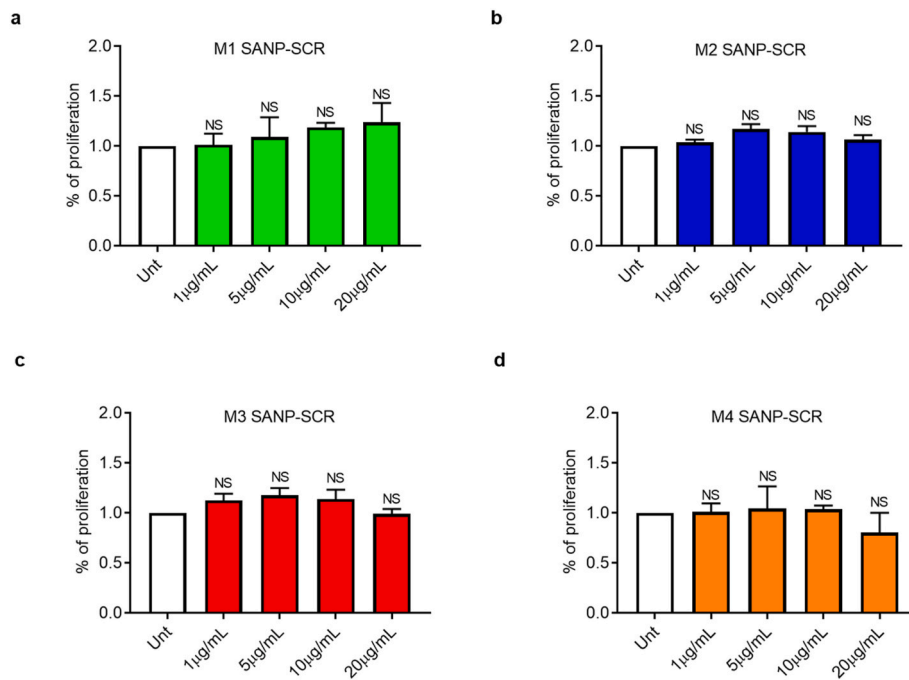 a
M1 SANP-SCR
% of proliferation
2.0
1.5
1.0
0.5
0.0
NS
NS
NS
NS
Unt
1µg/mL
5µg/mL
10µg/mL
20µg/mL
b
M2 SANP-SCR
% of proliferation
2.0
1.5
1.0
0.5
0.0
NS
NS
NS
NS
Unt
1µg/mL
5µg/mL
10µg/mL
20µg/mL
c
M3 SANP-SCR
% of proliferation
2.0
1.5
1.0
0.5
0.0
NS
NS
NS
NS
Unt
1µg/mL
5µg/mL
10µg/mL
20µg/mL
d
M4 SANP-SCR
% of proliferation
2.0
1.5
1.0
0.5
0.0
NS
NS
NS
NS
Unt
1µg/mL
5µg/mL
10µg/mL
20µg/mL